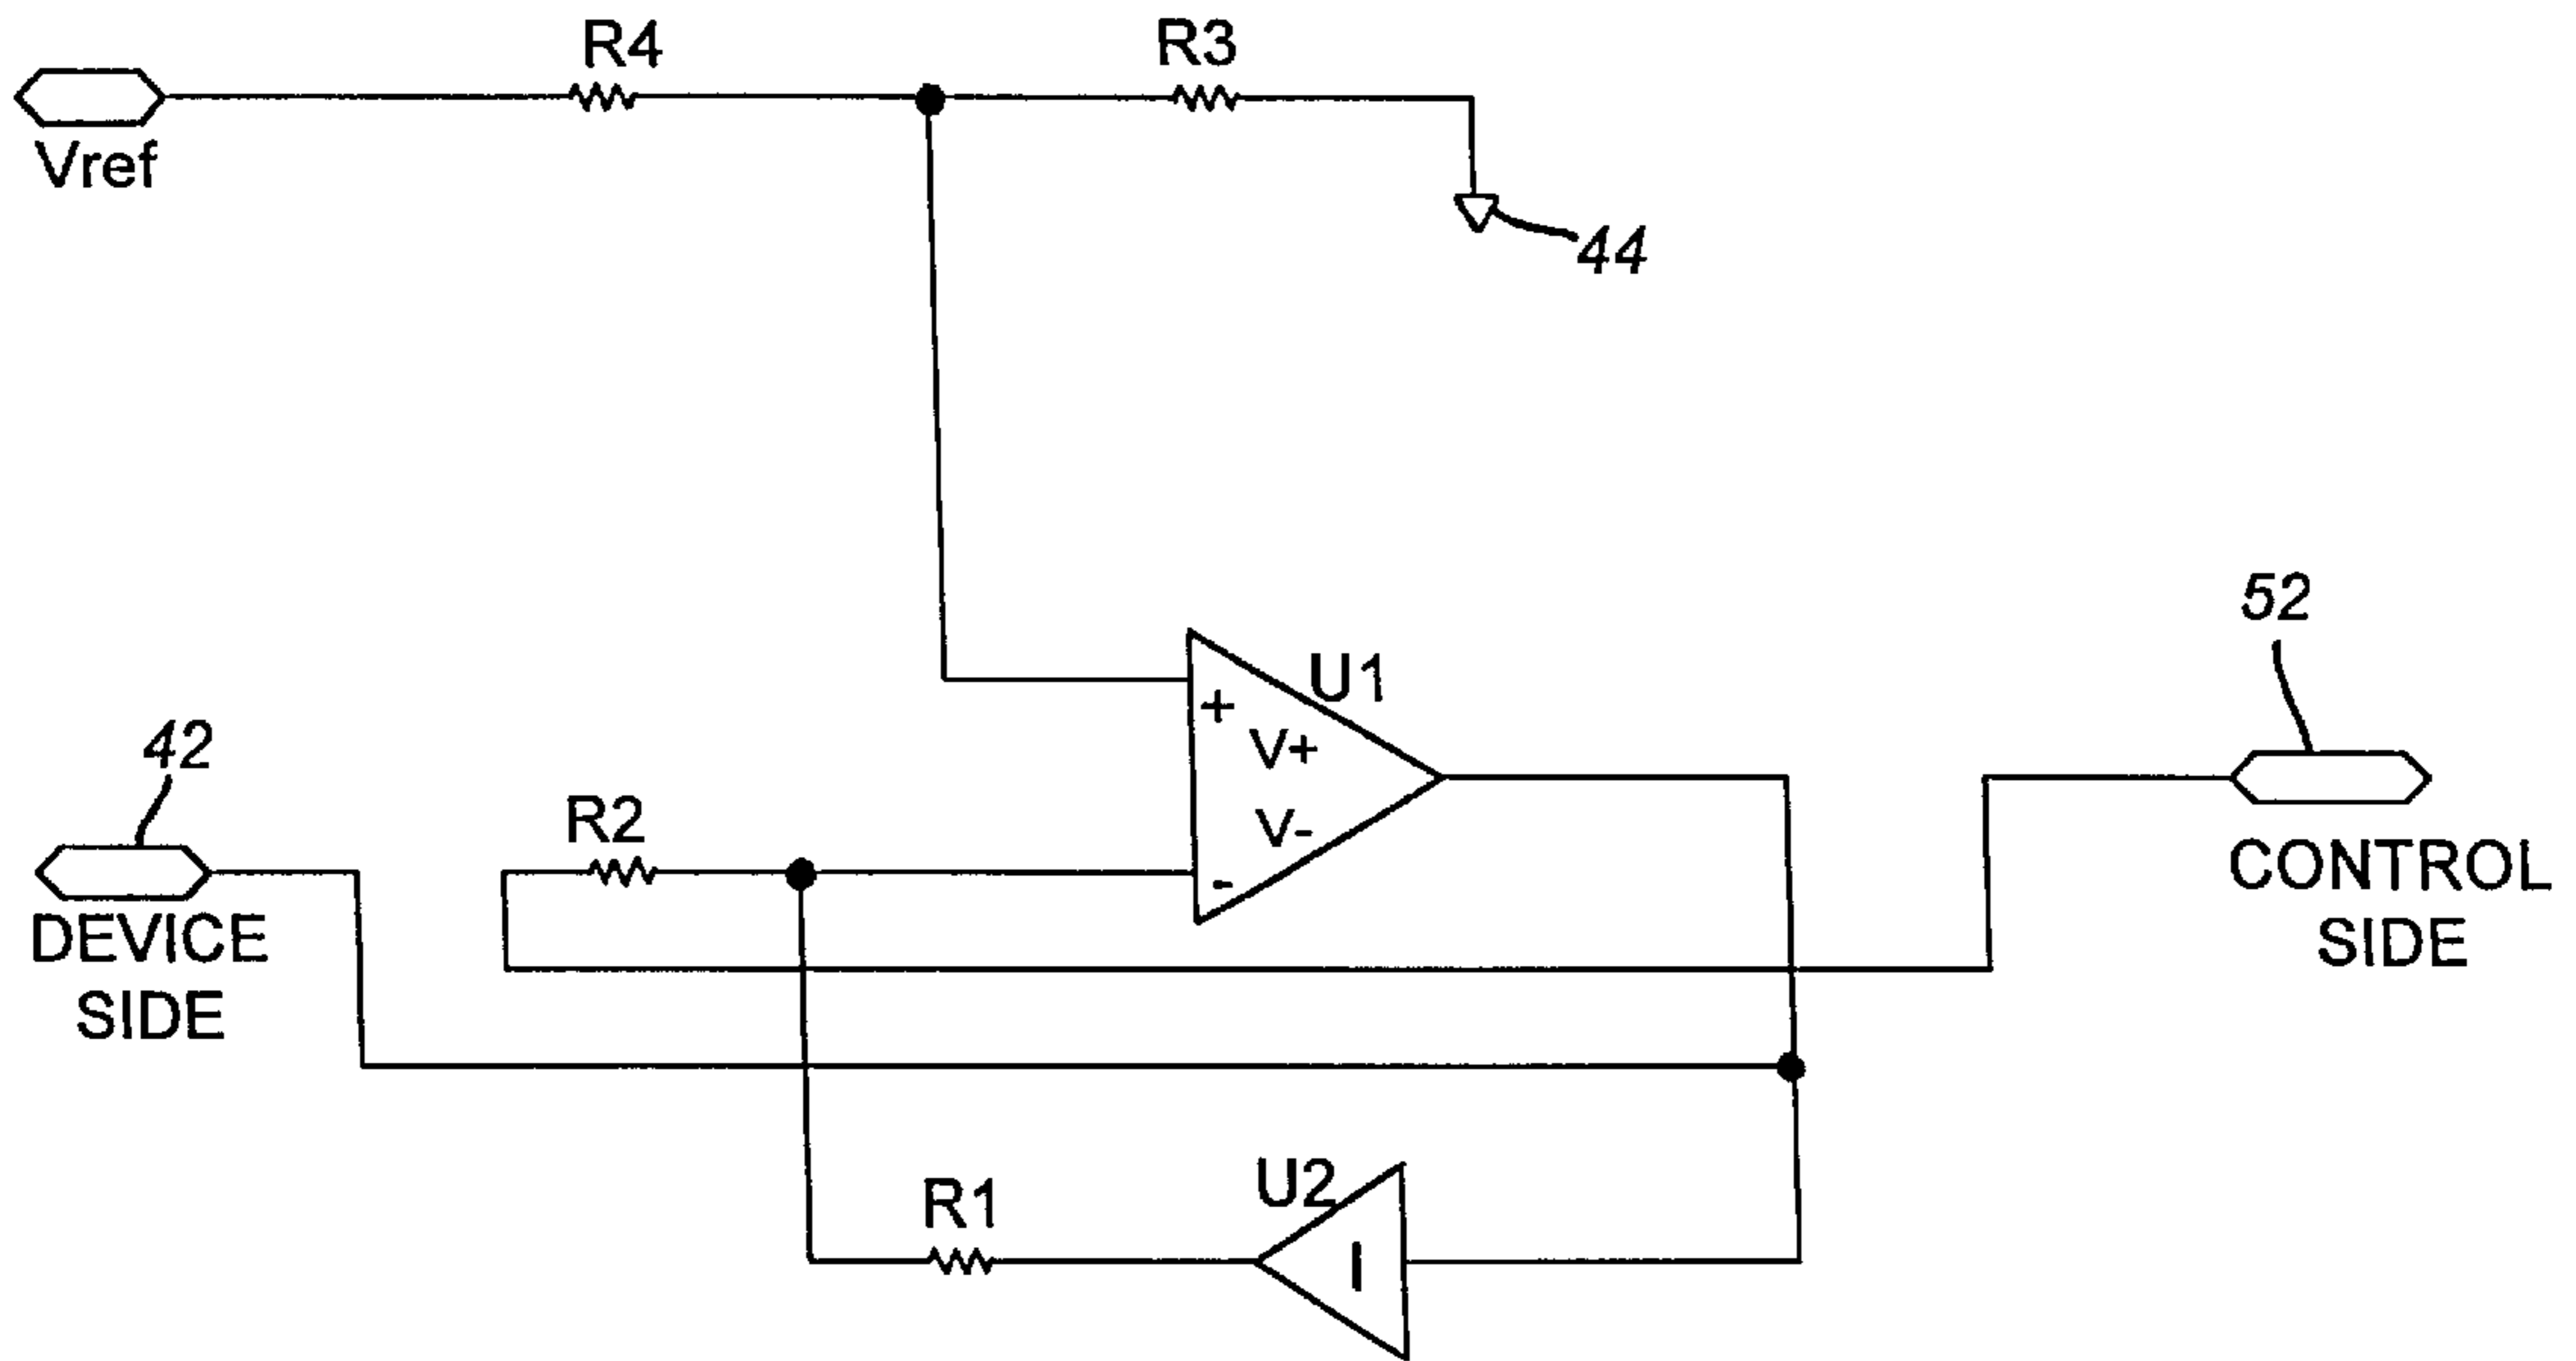 R4
R3
Vref
44
U1
+
V+
V-
-
52
42
R2
DEVICE
SIDE
CONTROL
SIDE
R1
U2
I